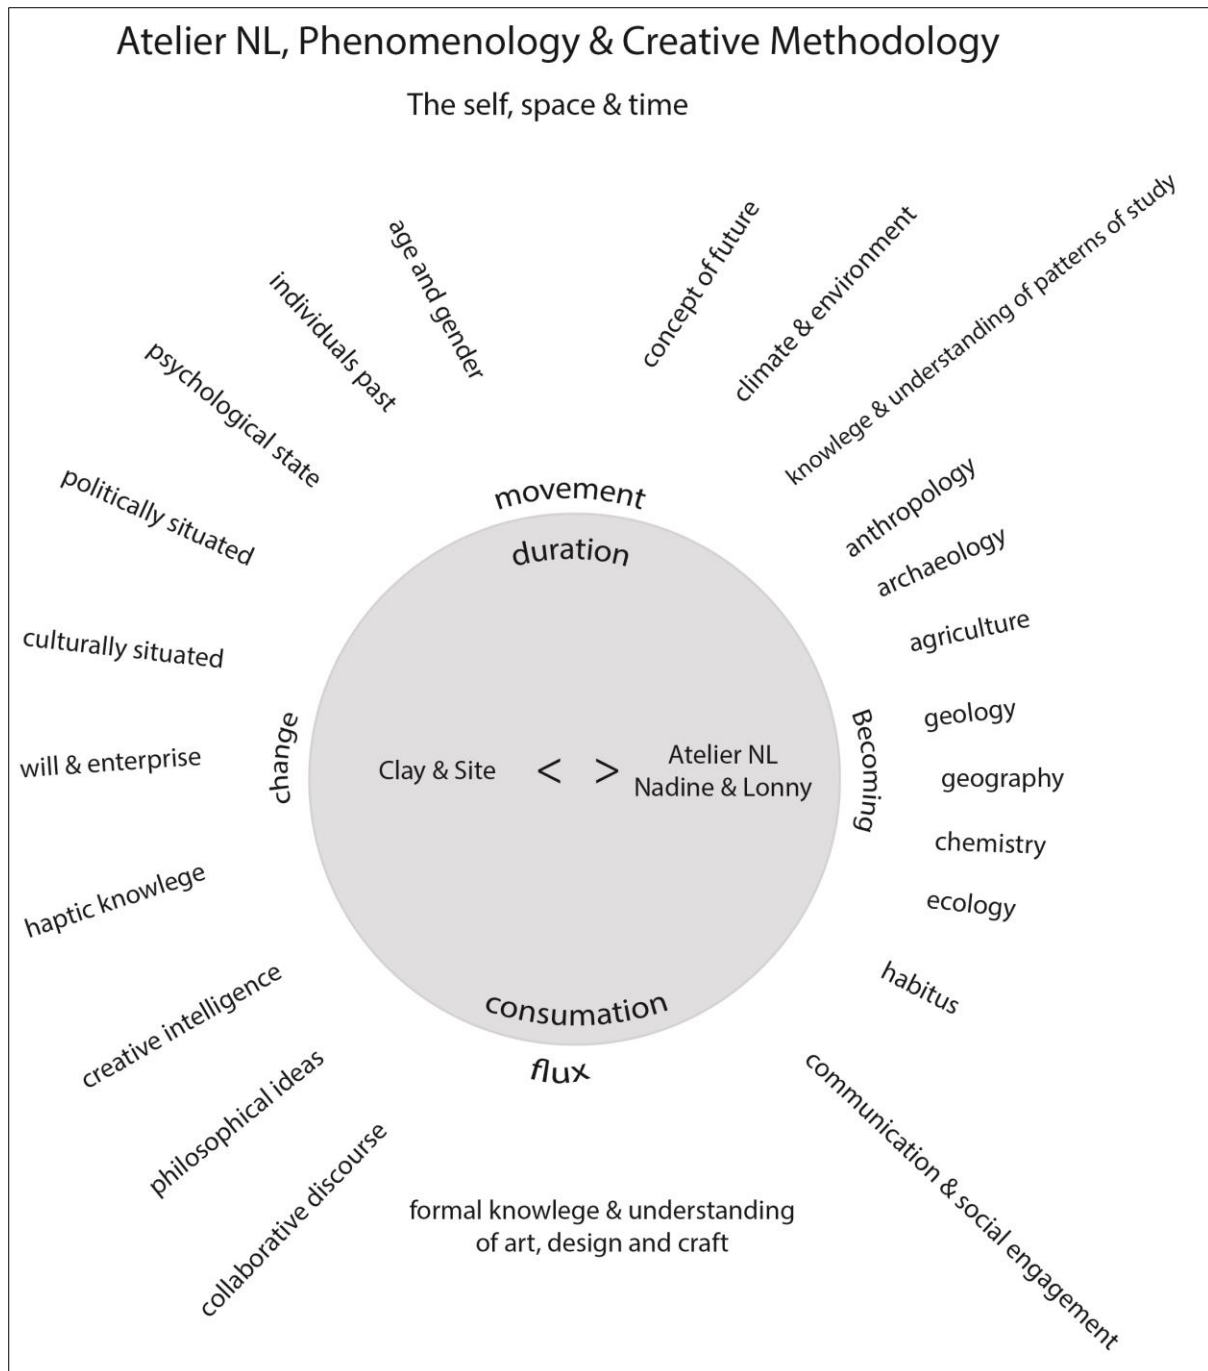 Atelier NL, Phenomenology & Creative Methodology
The self, space & time
age and gender
individuals past
psychological state
politically situated
culturally situated
will & enterprise
haptic knowlege
creative intelligence
philosophical ideas
collaborative discourse
formal knowlege & understanding
of art, design and craft
concept of future
climate & environment
knowlege & understanding of patterns of study
anthropology
archaeology
agriculture
geology
geography
chemistry
ecology
habitus
communication & social engagement
movement
duration
change
Clay & Site < >
Atelier NL
Nadine & Lonny
Becoming
consumation
flux